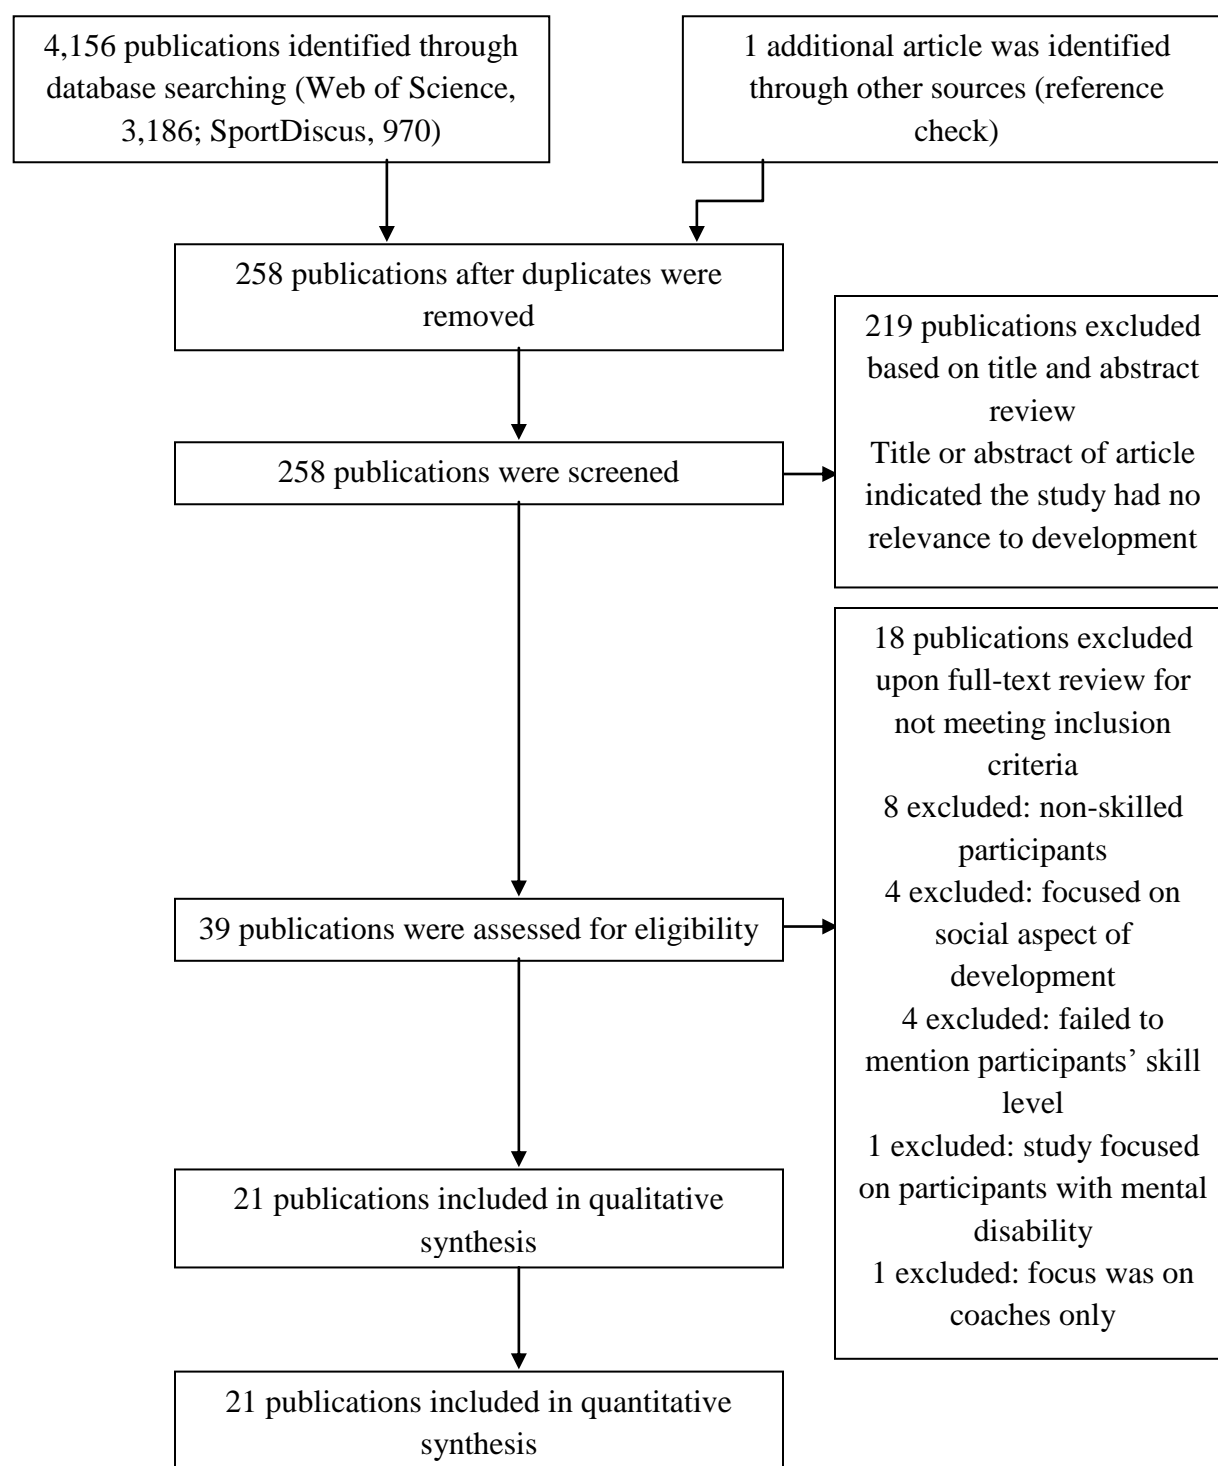 4,156 publications identified through
database searching (Web of Science,
3,186; SportDiscus, 970)
1 additional article was identified
through other sources (reference
check)
258 publications after duplicates were
removed
219 publications excluded
based on title and abstract
review
Title or abstract of article
indicated the study had no
relevance to development
258 publications were screened
18 publications excluded
upon full-text review for
not meeting inclusion
criteria
8 excluded: non-skilled
participants
4 excluded: focused on
social aspect of
development
4 excluded: failed to
mention participants’ skill
level
1 excluded: study focused
on participants with mental
disability
1 excluded: focus was on
coaches only
39 publications were assessed for eligibility
21 publications included in qualitative
synthesis
21 publications included in quantitative
synthesis